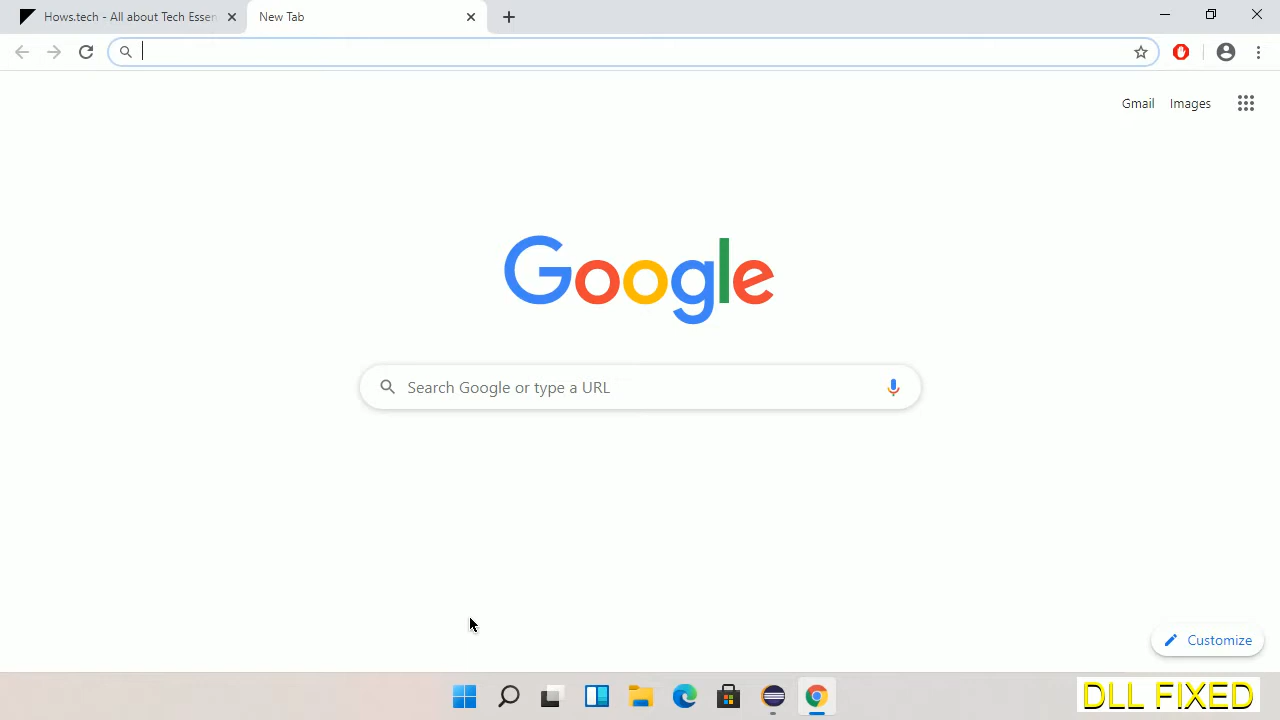 Hows.tech - All about Tech Essen
New Tab
Gmail
Images
Google
Search Google or type a URL
Customize
DLL FIXED